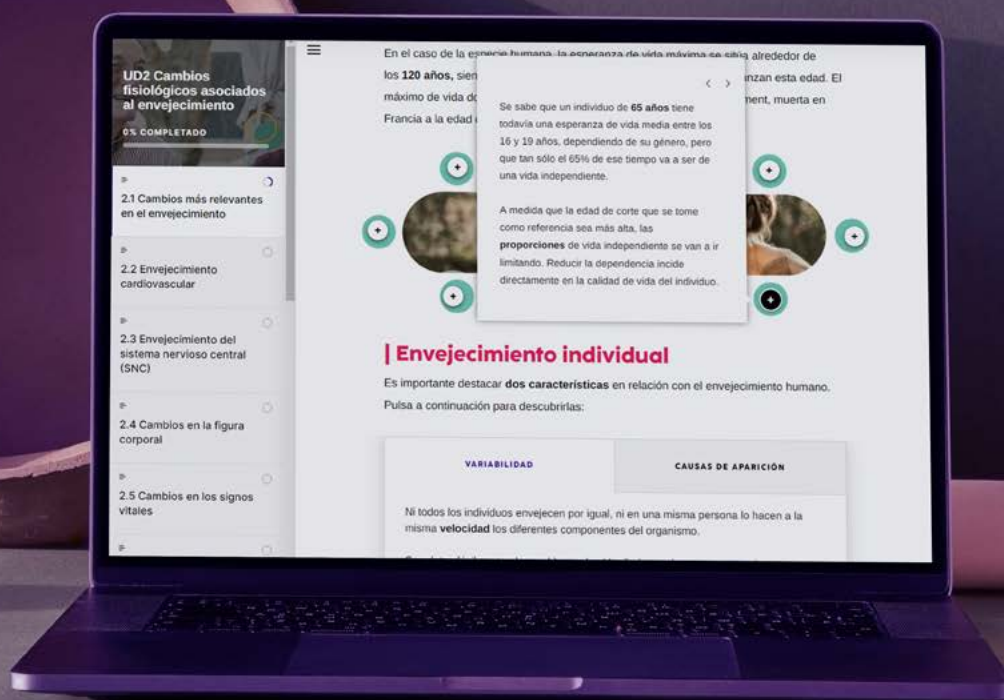 UD2 Cambios
fisiológicos asociados
al envejecimiento
0% COMPLETADO
2.1 Cambios más relevantes
en el envejecimiento
2.2 Envejecimiento
cardiovascular
2.3 Envejecimiento del
sistema nervioso central
(SNC)
2.4 Cambios en la figura
corporal
2.5 Cambios en los signos
vitales
En el caso de la especie humana, la esperanza de vida máxima se sitúa alrededor de
los 120 años, sien
nzan esta edad. El
máximo de vida do
ment, muerta en
Francia a la edad
Se sabe que un individuo de 65 años tiene
todavía una esperanza de vida media entre los
16 y 19 años, dependiendo de su género, pero
que tan sólo el 65% de ese tiempo va a ser de
una vida independiente.
A medida que la edad de corte que se tome
como referencia sea más alta, las
proporciones de vida independiente se van a ir
limitando. Reducir la dependencia incide
directamente en la calidad de vida del individuo.
| Envejecimiento individual
Es importante destacar dos características en relación con el envejecimiento humano.
Pulsa a continuación para descubrirlas:
VARIABILIDAD
CAUSAS DE APARICIÓN
Ni todos los individuos envejecen por igual, ni en una misma persona lo hacen a la
misma velocidad los diferentes componentes del organismo.